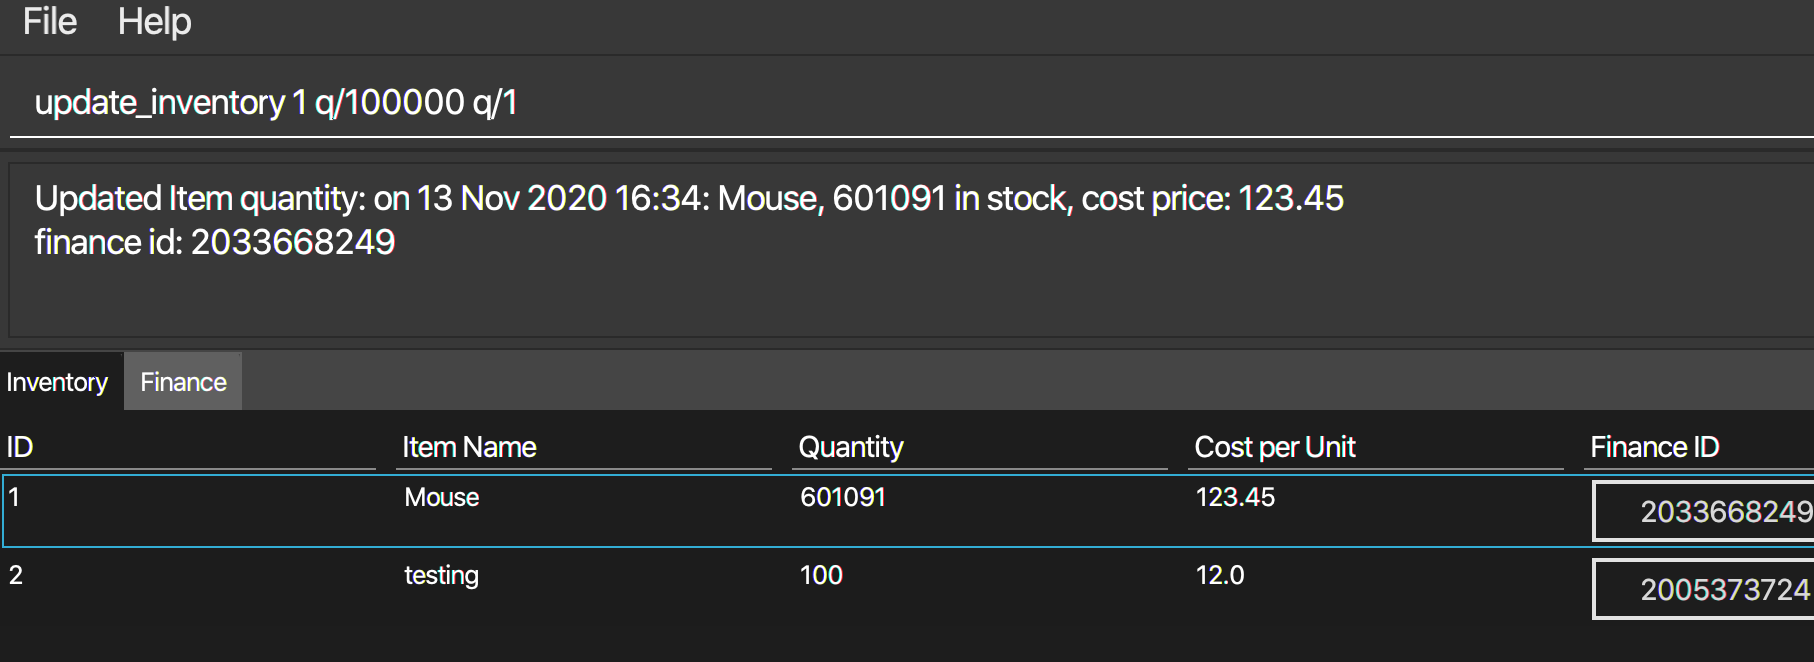 File Help
update_inventory 1 q/100000 q/1
Updated Item quantity: on 13 Nov 2020 16:34: Mouse, 601091 in stock, cost price: 123.45
finance id: 2033668249
Inventory Finance
ID Item Name Quantity Cost per Unit Finance ID
1 Mouse 601091 123.45 2033668249
2 testing 100 12.0 2005373724